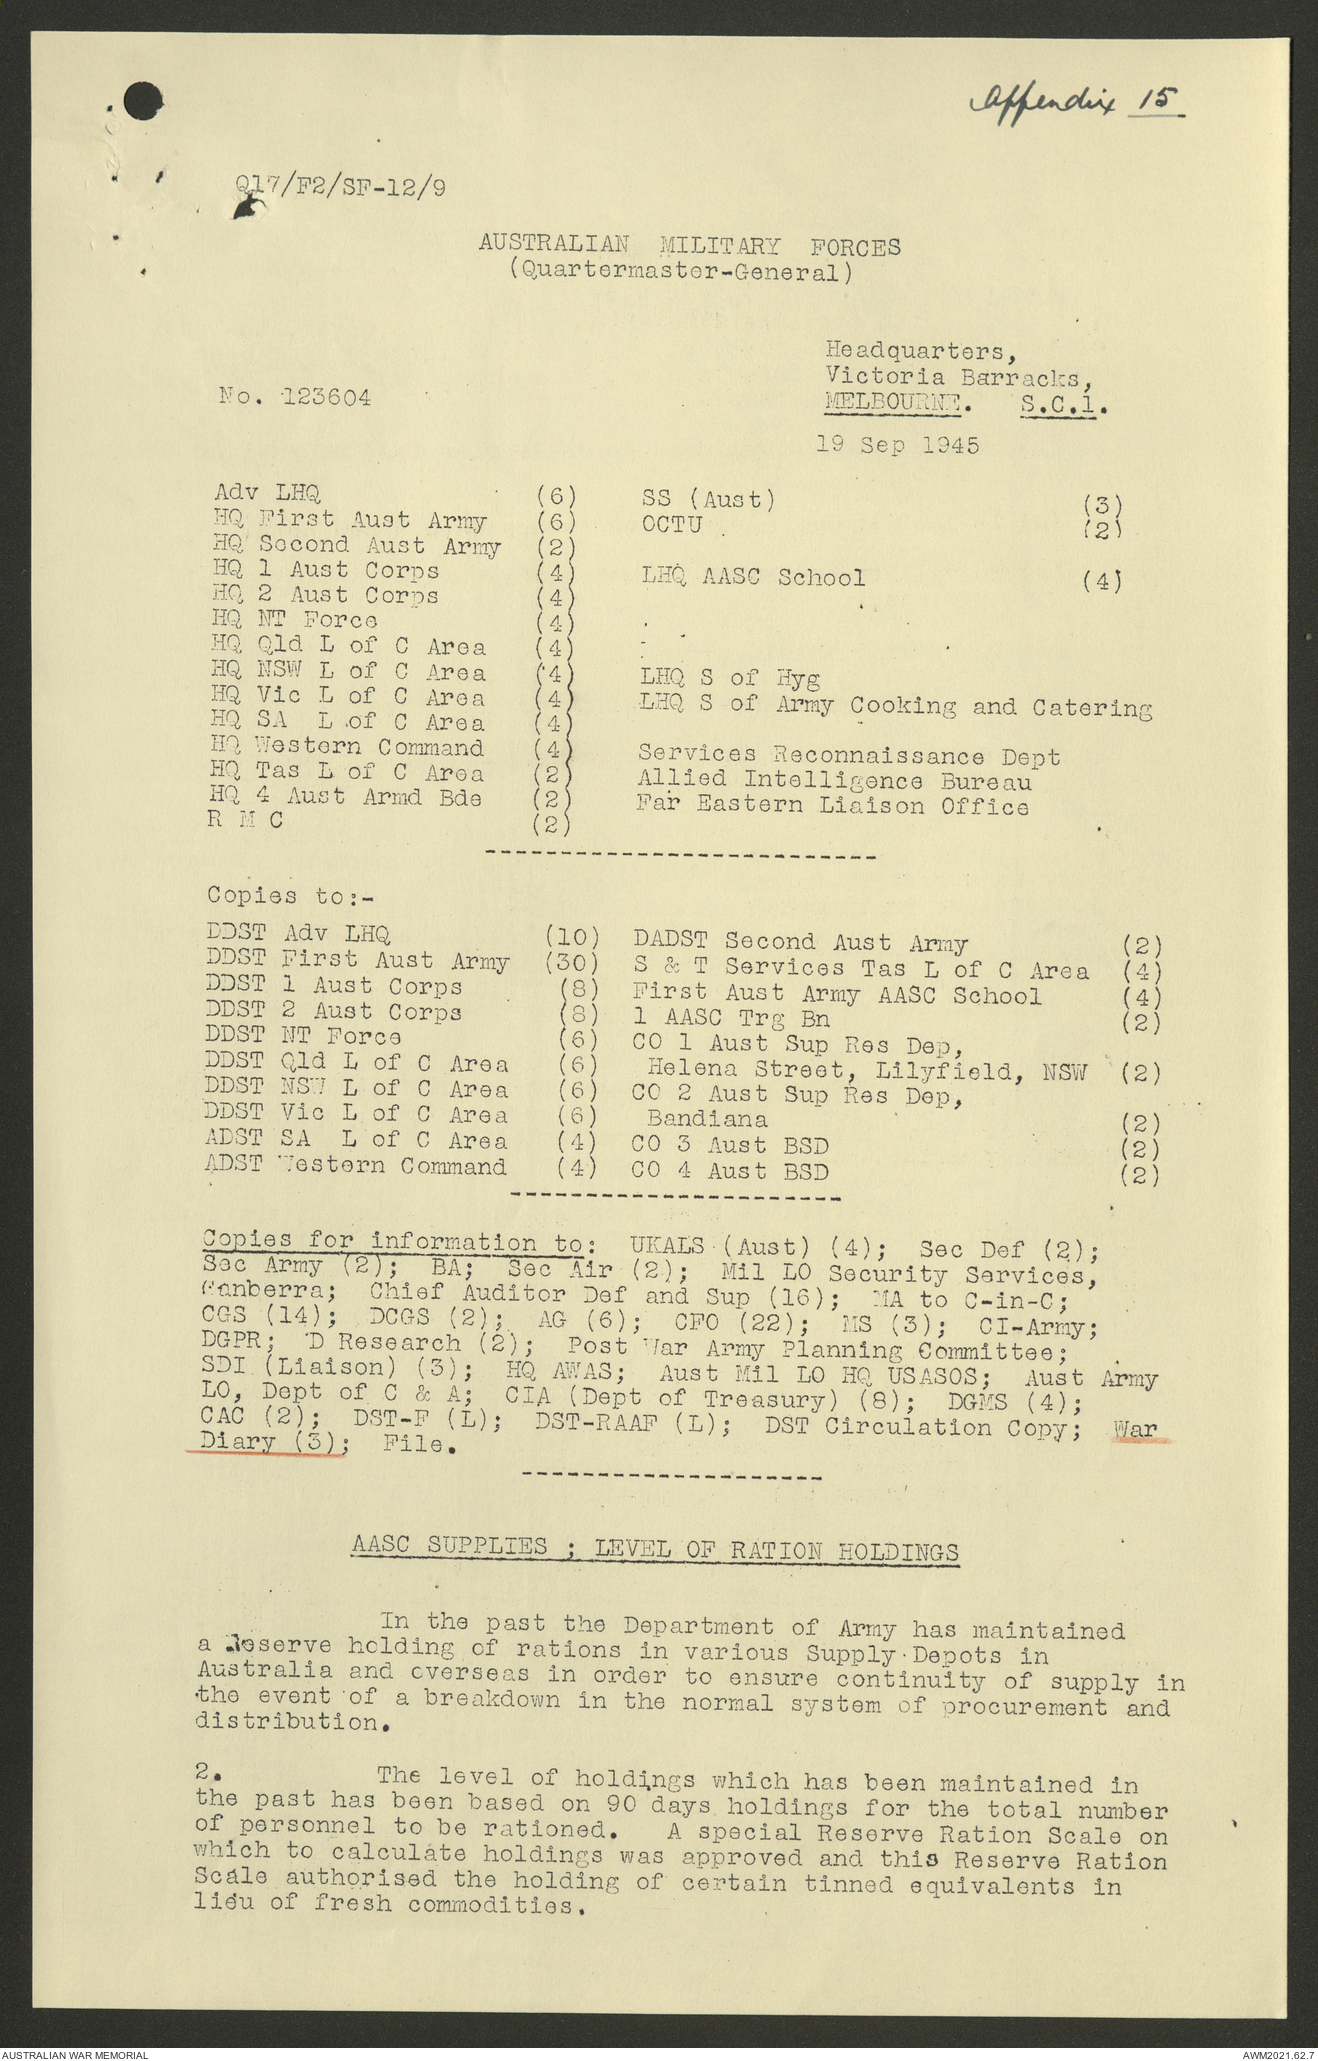 Appendix 15
Q17/F2/SF-12/9
AUSTRALIAN MILITARY FORCES
(Quartermaster-General)
Headquarters,
Victoria Barracks,
MELBOURNE. S.C.1.
No. 123604
19 Sep 1945
Adv LHQ (6) SS (Aust) (3)
HQ First Aust Army (6) OCTU (2)
HQ Second Aust Army (2)
HQ 1 Aust Corps (4) LHQ AASC School (4)
HQ 2 Aust Corps (4)
HQ NT Force (4)
HQ Qld L of C Area (4)
HQ NSW L of C Area (4) LHQ S of Hyg
HQ Vic L of C Area (4) LHQ S of Army Cooking and Catering
HQ SA L of C Area (4)
HQ Western Command (4) Services Reconnaissance Dept
HQ Tas L of C Area (2) Allied Intelligence Bureau
HQ 4 Aust Armd Bde (2) Far Eastern Liaison Office
R M C (2)
--------------------------
Copies to:-
DDST Adv LHQ (10) DADST Second Aust Army (2)
DDST First Aust Army (30) S & T Services Tas L of C Area (4)
DDST 1 Aust Corps (8) First Aust Army AASC School (4)
DDST 2 Aust Corps (8) 1 AASC Trg Bn (2)
DDST NT Force (6) CO 1 Aust Sup Res Dep,
DDST Qld L of C Area (6) Helena Street, Lilyfield, NSW (2)
DDST NSW L of C Area (6) CO 2 Aust Sup Res Dep,
DDST Vic L of C Area (6) Bandiana (2)
ADST SA L of C Area (4) CO 3 Aust BSD (2)
ADST Western Command (4) CO 4 Aust BSD (2)
----------------------
Copies for information to: UKALS (Aust) (4); Sec Def (2);
Sec Army (2); BA; Sec Air (2); Mil LO Security Services,
Canberra; Chief Auditor Def and Sup (16); MA to C-in-C;
CGS (14); DCGS (2); AG (6); CFO (22); MS (3); CI-Army;
DGPR; D Research (2); Post War Army Planning Committee;
SDI (Liaison) (3); HQ AWAS; Aust Mil LO HQ USASOS; Aust Army
LO, Dept of C & A; CIA (Dept of Treasury) (8); DGMS (4);
CAC (2); DST-F (L); DST-RAAF (L); DST Circulation Copy; War
Diary (3); File.
--------------------
AASC SUPPLIES ; LEVEL OF RATION HOLDINGS
In the past the Department of Army has maintained
a Reserve holding of rations in various Supply Depots in
Australia and overseas in order to ensure continuity of supply in
the event of a breakdown in the normal system of procurement and
distribution.
2. The level of holdings which has been maintained in
the past has been based on 90 days holdings for the total number
of personnel to be rationed. A special Reserve Ration Scale on
which to calculate holdings was approved and this Reserve Ration
Scale authorised the holding of certain tinned equivalents in
lieu of fresh commodities.
AUSTRALIAN WAR MEMORIAL
AWM2021.62.7